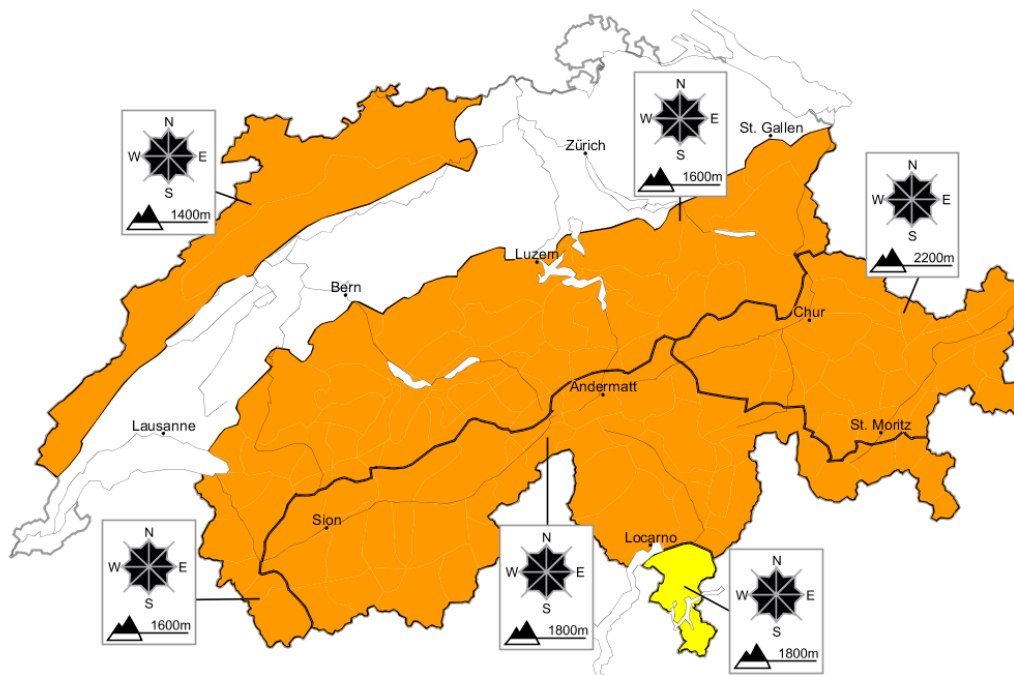 N
W E
S
1600m
St. Gallen
Zürich
N
W E
S
1400m
N
W E
S
2200m
Luzern
Bern
Chur
Andermatt
Lausanne
St. Moritz
Sion
Locarno
N
W E
S
1600m
N
W E
S
1800m
N
W E
S
1800m